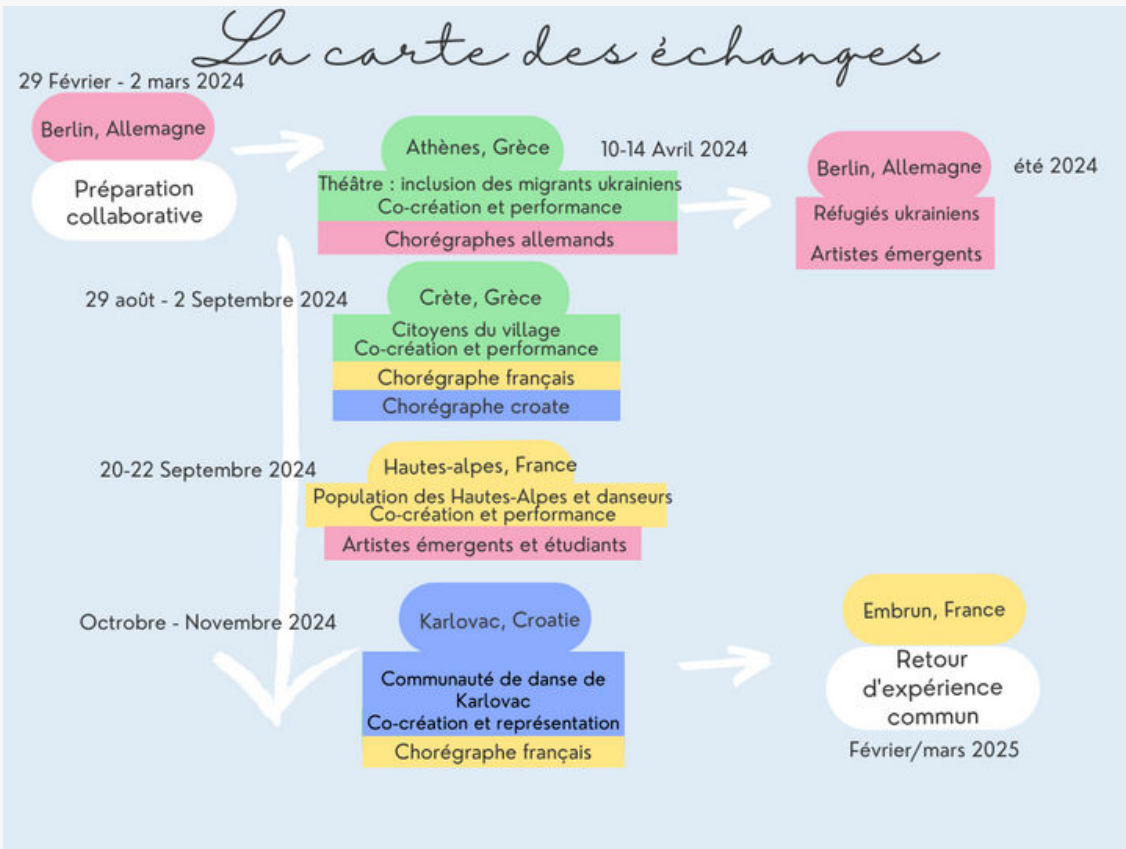 La carte des échanges
29 Février - 2 mars 2024
Berlin, Allemagne
Préparation
collaborative
Athènes, Grèce
10-14 Avril 2024
Théâtre : inclusion des migrants ukrainiens
Co-création et performance
Chorégraphes allemands
Berlin, Allemagne
été 2024
Réfugiés ukrainiens
Artistes émergents
29 août - 2 Septembre 2024
Crète, Grèce
Citoyens du village
Co-création et performance
Chorégraphe français
Chorégraphe croate
20-22 Septembre 2024
Hautes-alpes, France
Population des Hautes-Alpes et danseurs
Co-création et performance
Artistes émergents et étudiants
Octrobre - Novembre 2024
Karlovac, Croatie
Communauté de danse de
Karlovac
Co-création et représentation
Chorégraphe français
Embrun, France
Retour
d'expérience
commun
Février/mars 2025